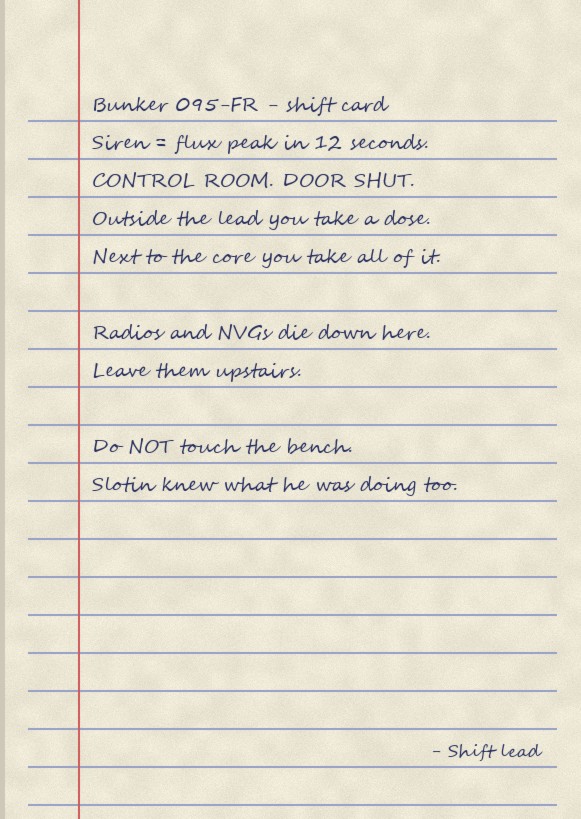 Bunker 095-FR - shift card
Siren = flux peak in 12 seconds.
CONTROL ROOM. DOOR SHUT.
Outside the lead you take a dose.
Next to the core you take all of it.
Radios and NVGs die down here.
Leave them upstairs.
Do NOT touch the bench.
Slotin knew what he was doing too.
- Shift lead